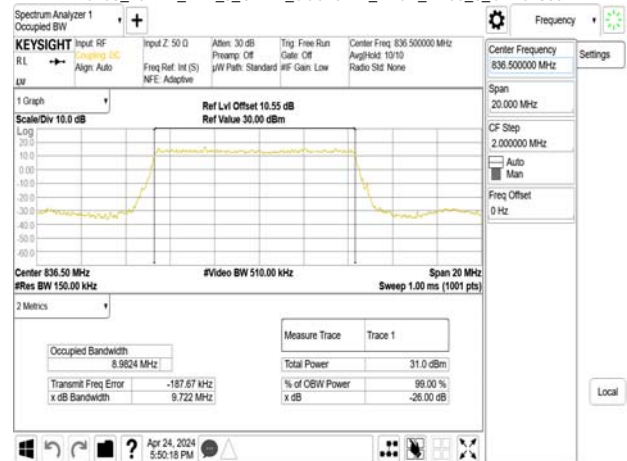 Spectrum Analyzer 1
Occupied BW
Frequency
KEYSIGHT
Input: RF
Coupling: DC
Align: Auto
Input Z: 50 Ω
Freq Ref: Int (S)
NFE: Adaptive
Atten: 30 dB
Preamp: Off
µW Path: Standard
Trig: Free Run
Gate: Off
#IF Gain: Low
Center Freq: 836.500000 MHz
Avg|Hold: 10/10
Radio Std: None
RL
LV
Center Frequency
836.500000 MHz
Settings
Span
20.000 MHz
CF Step
2.000000 MHz
Auto
Man
Freq Offset
0 Hz
1 Graph
Scale/Div 10.0 dB
Ref Lvl Offset 10.55 dB
Ref Value 30.00 dBm
Log
20.0
10.0
0.00
-10.0
-20.0
-30.0
-40.0
-50.0
-60.0
Center 836.50 MHz
#Video BW 510.00 kHz
Span 20 MHz
#Res BW 150.00 kHz
Sweep 1.00 ms (1001 pts)
2 Metrics
Measure Trace
Trace 1
Occupied Bandwidth
8.9824 MHz
Total Power
31.0 dBm
Transmit Freq Error
-187.67 kHz
% of OBW Power
99.00 %
x dB Bandwidth
9.722 MHz
x dB
-26.00 dB
Local
Apr 24, 2024
5:50:18 PM